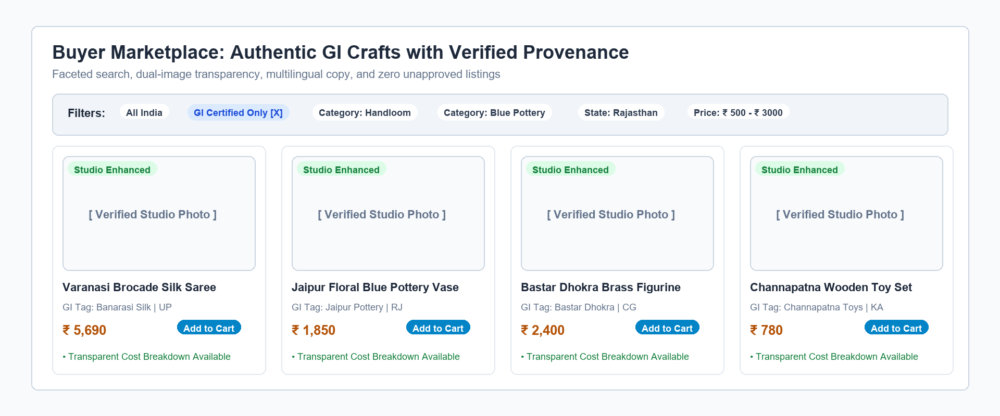 Buyer Marketplace: Authentic GI Crafts with Verified Provenance
Faceted search, dual-image transparency, multilingual copy, and zero unapproved listings
Filters: All India GI Certified Only [X] Category: Handloom Category: Blue Pottery State: Rajasthan Price: ₹ 500 - ₹ 3000
Studio Enhanced
[ Verified Studio Photo ]
Varanasi Brocade Silk Saree
GI Tag: Banarasi Silk | UP
₹ 5,690 Add to Cart
• Transparent Cost Breakdown Available
Studio Enhanced
[ Verified Studio Photo ]
Jaipur Floral Blue Pottery Vase
GI Tag: Jaipur Pottery | RJ
₹ 1,850 Add to Cart
• Transparent Cost Breakdown Available
Studio Enhanced
[ Verified Studio Photo ]
Bastar Dhokra Brass Figurine
GI Tag: Bastar Dhokra | CG
₹ 2,400 Add to Cart
• Transparent Cost Breakdown Available
Studio Enhanced
[ Verified Studio Photo ]
Channapatna Wooden Toy Set
GI Tag: Channapatna Toys | KA
₹ 780 Add to Cart
• Transparent Cost Breakdown Available